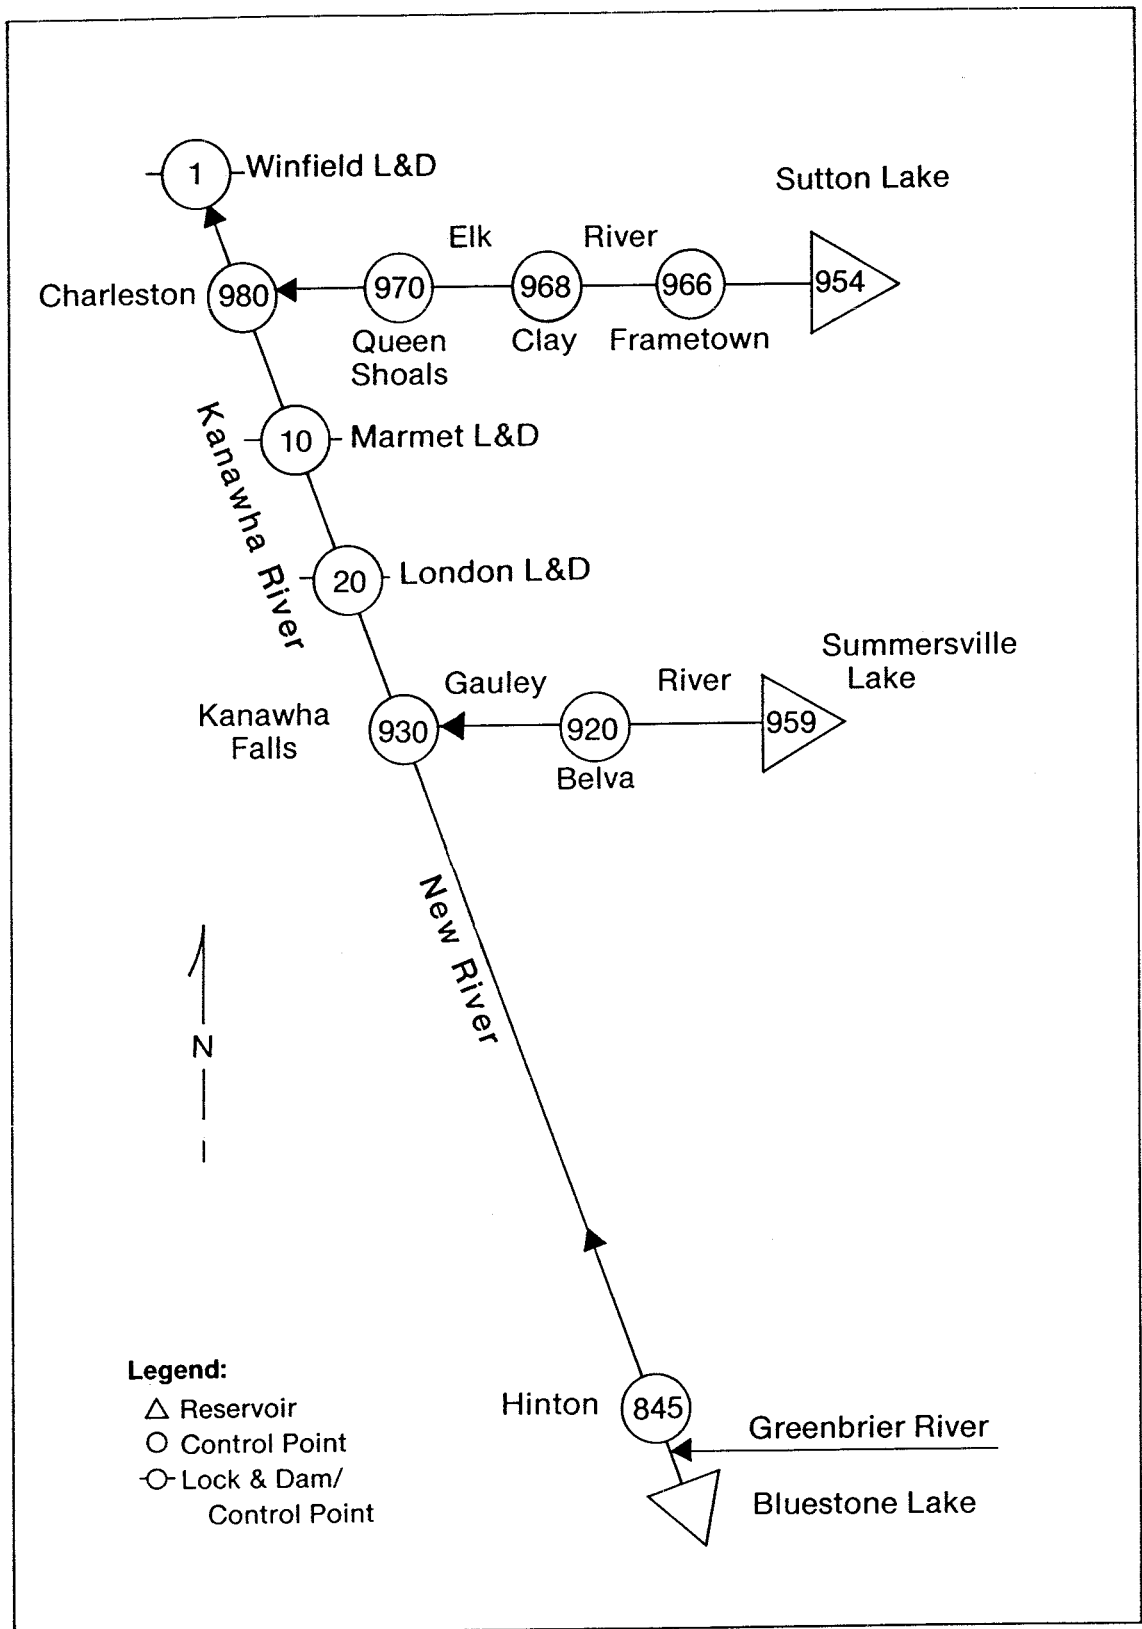 1
Winfield L&D
Sutton Lake
Elk River
Charleston
980
970
968
966
954
Queen
Shoals
Clay
Frametown
Kanawha River
10
Marmet L&D
20
London L&D
Summersville
Lake
Gauley River
Kanawha
Falls
930
920
959
Belva
New River
N
Legend:
Reservoir
Control Point
Lock & Dam/
Control Point
Hinton
845
Greenbrier River
Bluestone Lake